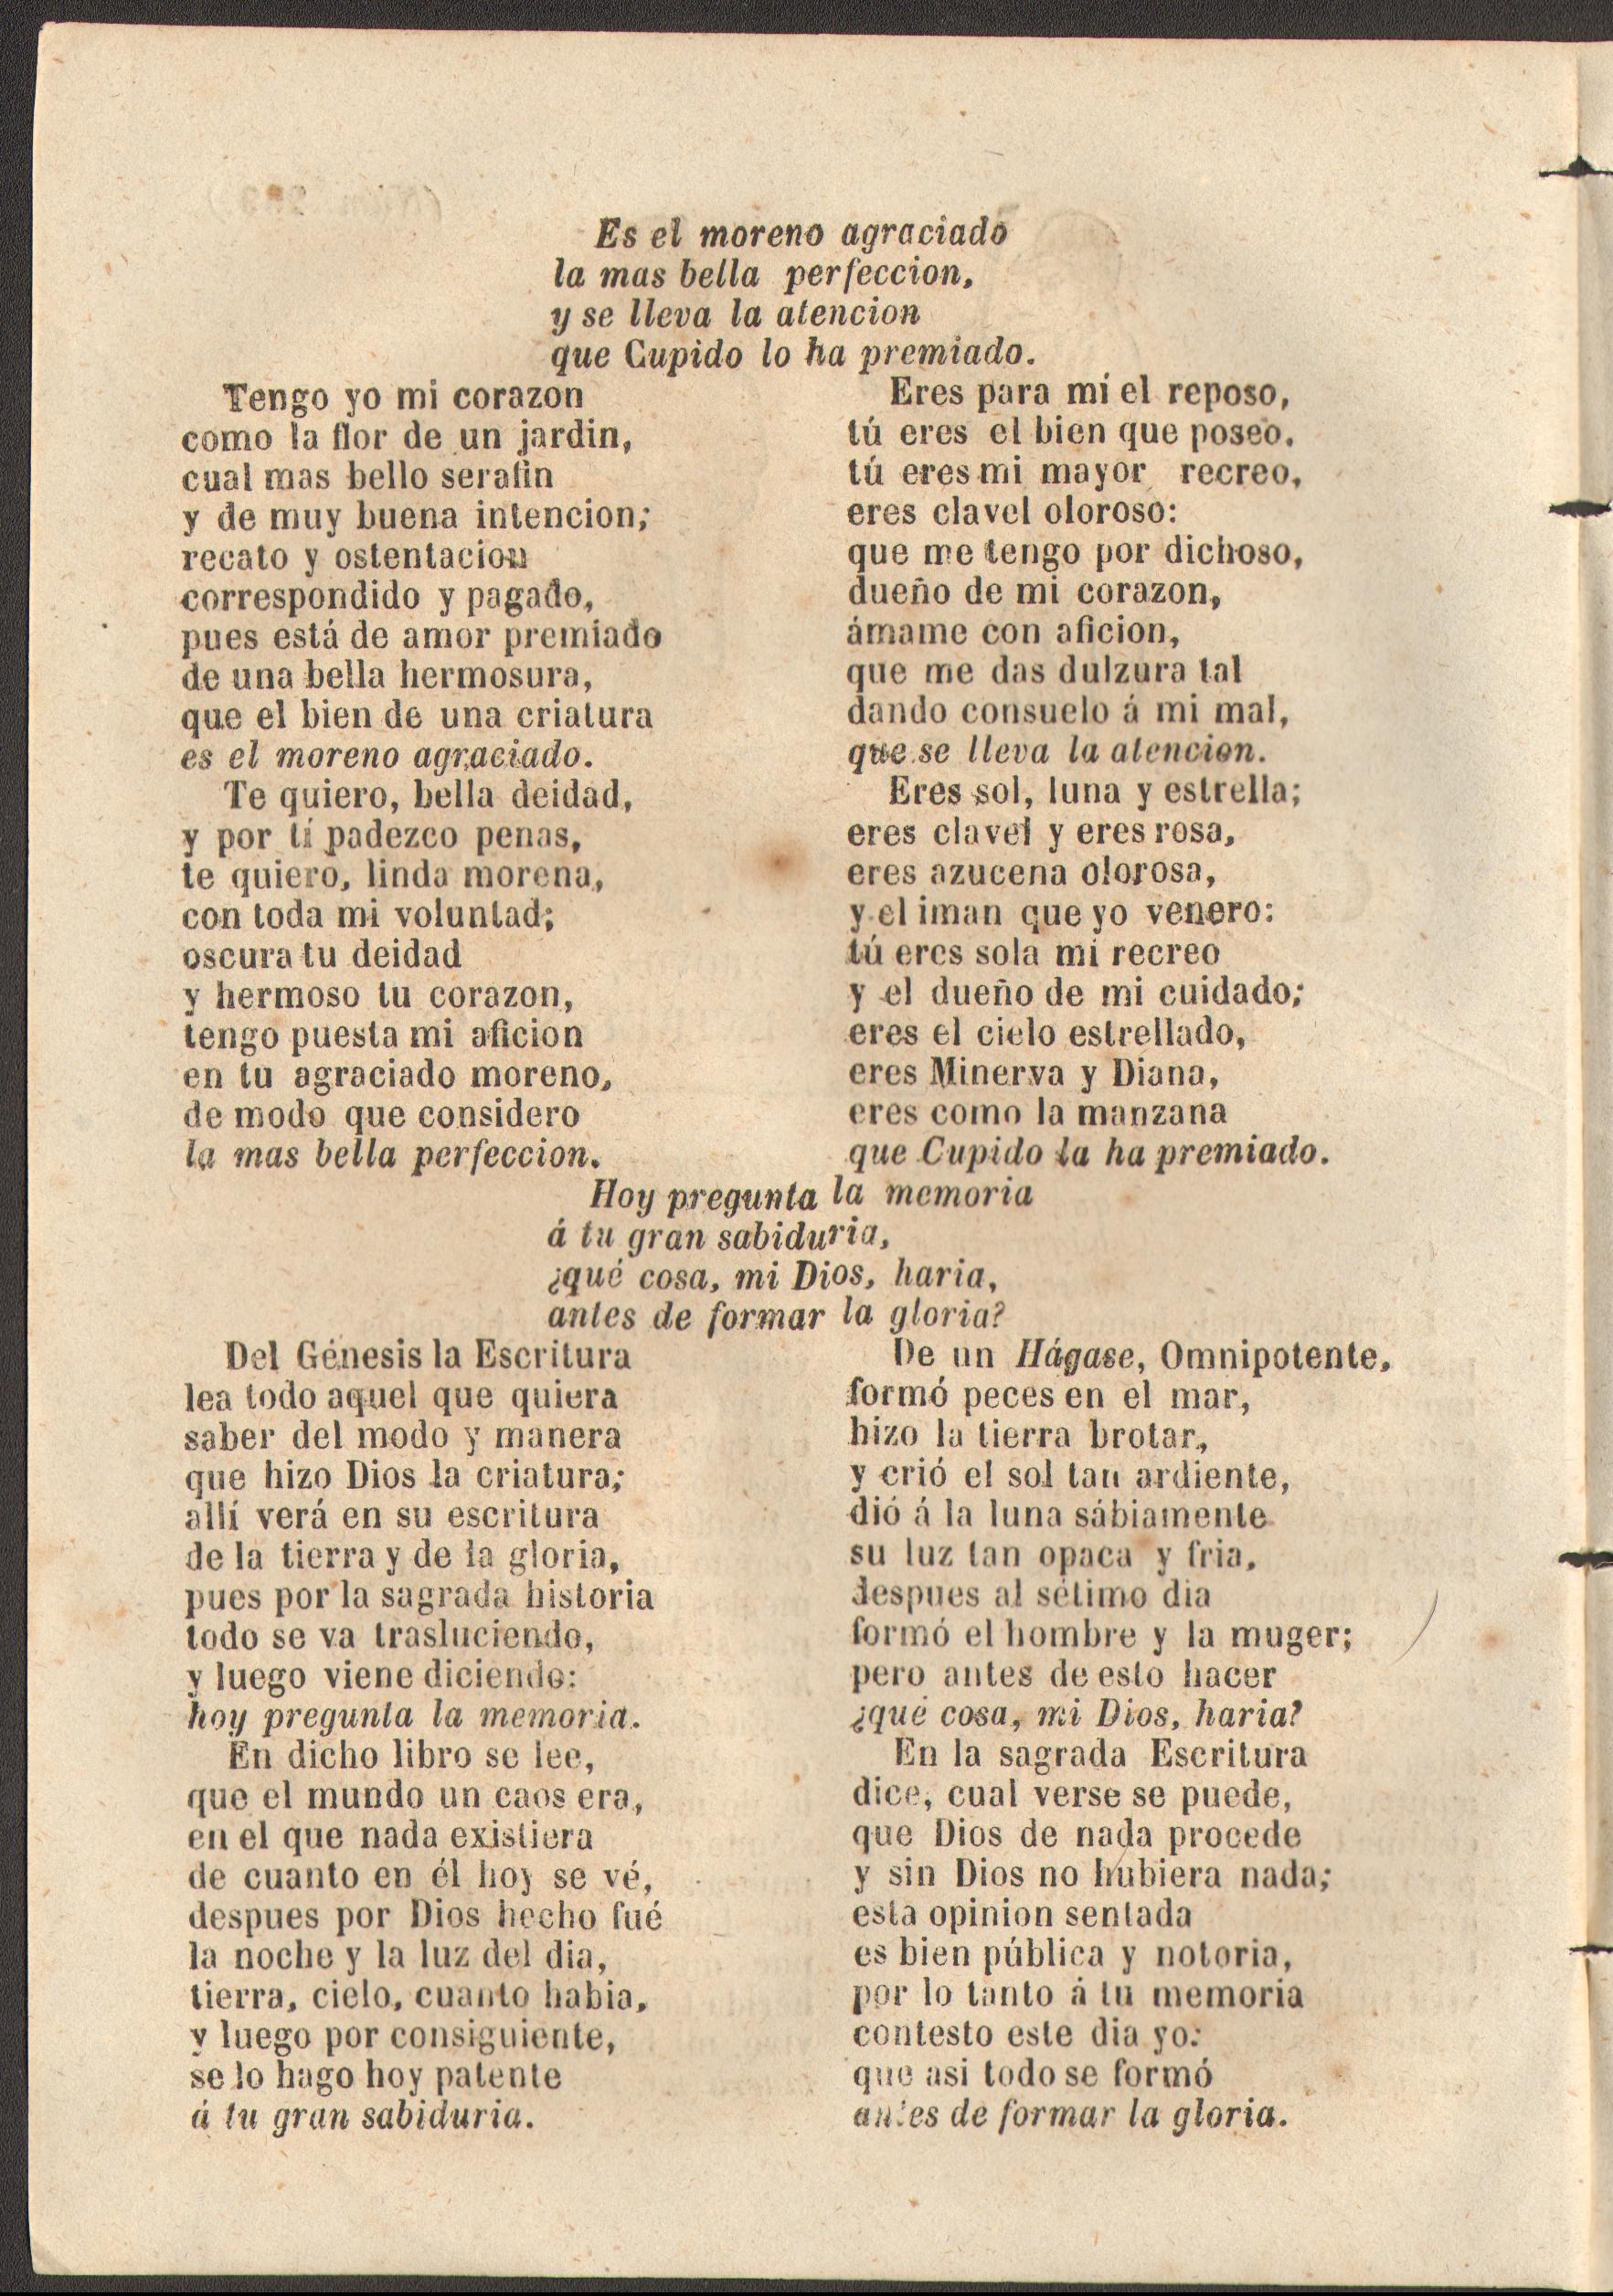 Es el moreno agraciado
la mas bella perfeccion,
y se lleva la atencion
que Cupido lo ha premiado.
Tengo yo mi corazon
como la flor de un jardin,
cual mas bello serafin
y de muy buena intencion;
recato y ostentacion
correspondido y pagado,
pues está de amor premiado
de una bella hermosura,
que el bien de una criatura
es el moreno agraciado.
Te quiero, bella deidad,
y por tí padezco penas,
te quiero, linda morena,
con toda mi voluntad;
oscura tu deidad
y hermoso tu corazon,
tengo puesta mi aficion
en tu agraciado moreno,
de modo que considero
la mas bella perfeccion.
Eres para mí el reposo,
tú eres el bien que poseo,
tú eres mi mayor recreo,
eres clavel oloroso:
que me tengo por dichoso,
dueño de mi corazon,
ámame con aficion,
que me das dulzura tal
dando consuelo á mi mal,
que se lleva la atencion.
Eres sol, luna y estrella;
eres clavel y eres rosa,
eres azucena olorosa,
y el iman que yo venero:
tú eres sola mi recreo
y el dueño de mi cuidado;
eres el cielo estrellado,
eres Minerva y Diana,
eres como la manzana
que Cupido la ha premiado.
Hoy pregunta la memoria
á tu gran sabiduria,
¿qué cosa, mi Dios, haria,
antes de formar la gloria?
Del Génesis la Escritura
lea todo aquel que quiera
saber del modo y manera
que hizo Dios la criatura;
allí verá en su escritura
de la tierra y de la gloria,
pues por la sagrada historia
todo se va trasluciendo,
y luego viene diciendo:
hoy pregunta la memoria.
En dicho libro se lee,
que el mundo un caos era,
en el que nada existiera
de cuanto en él hoy se vé,
despues por Dios hecho fué
la noche y la luz del dia,
tierra, cielo, cuanto habia,
y luego por consiguiente,
se lo hago hoy patente
á tu gran sabiduria.
De un Hágase, Omnipotente,
formó peces en el mar,
hizo la tierra brotar,
y crió el sol tan ardiente,
dió á la luna sábiamente
su luz tan opaca y fria,
despues al sétimo dia
formó el hombre y la muger;
pero antes de esto hacer
¿qué cosa, mi Dios, haria?
En la sagrada Escritura
dice, cual verse se puede,
que Dios de nada procede
y sin Dios no hubiera nada;
esta opinion sentada
es bien pública y notoria,
por lo tanto á tu memoria
contesto este dia yo:
que asi todo se formó
antes de formar la gloria.